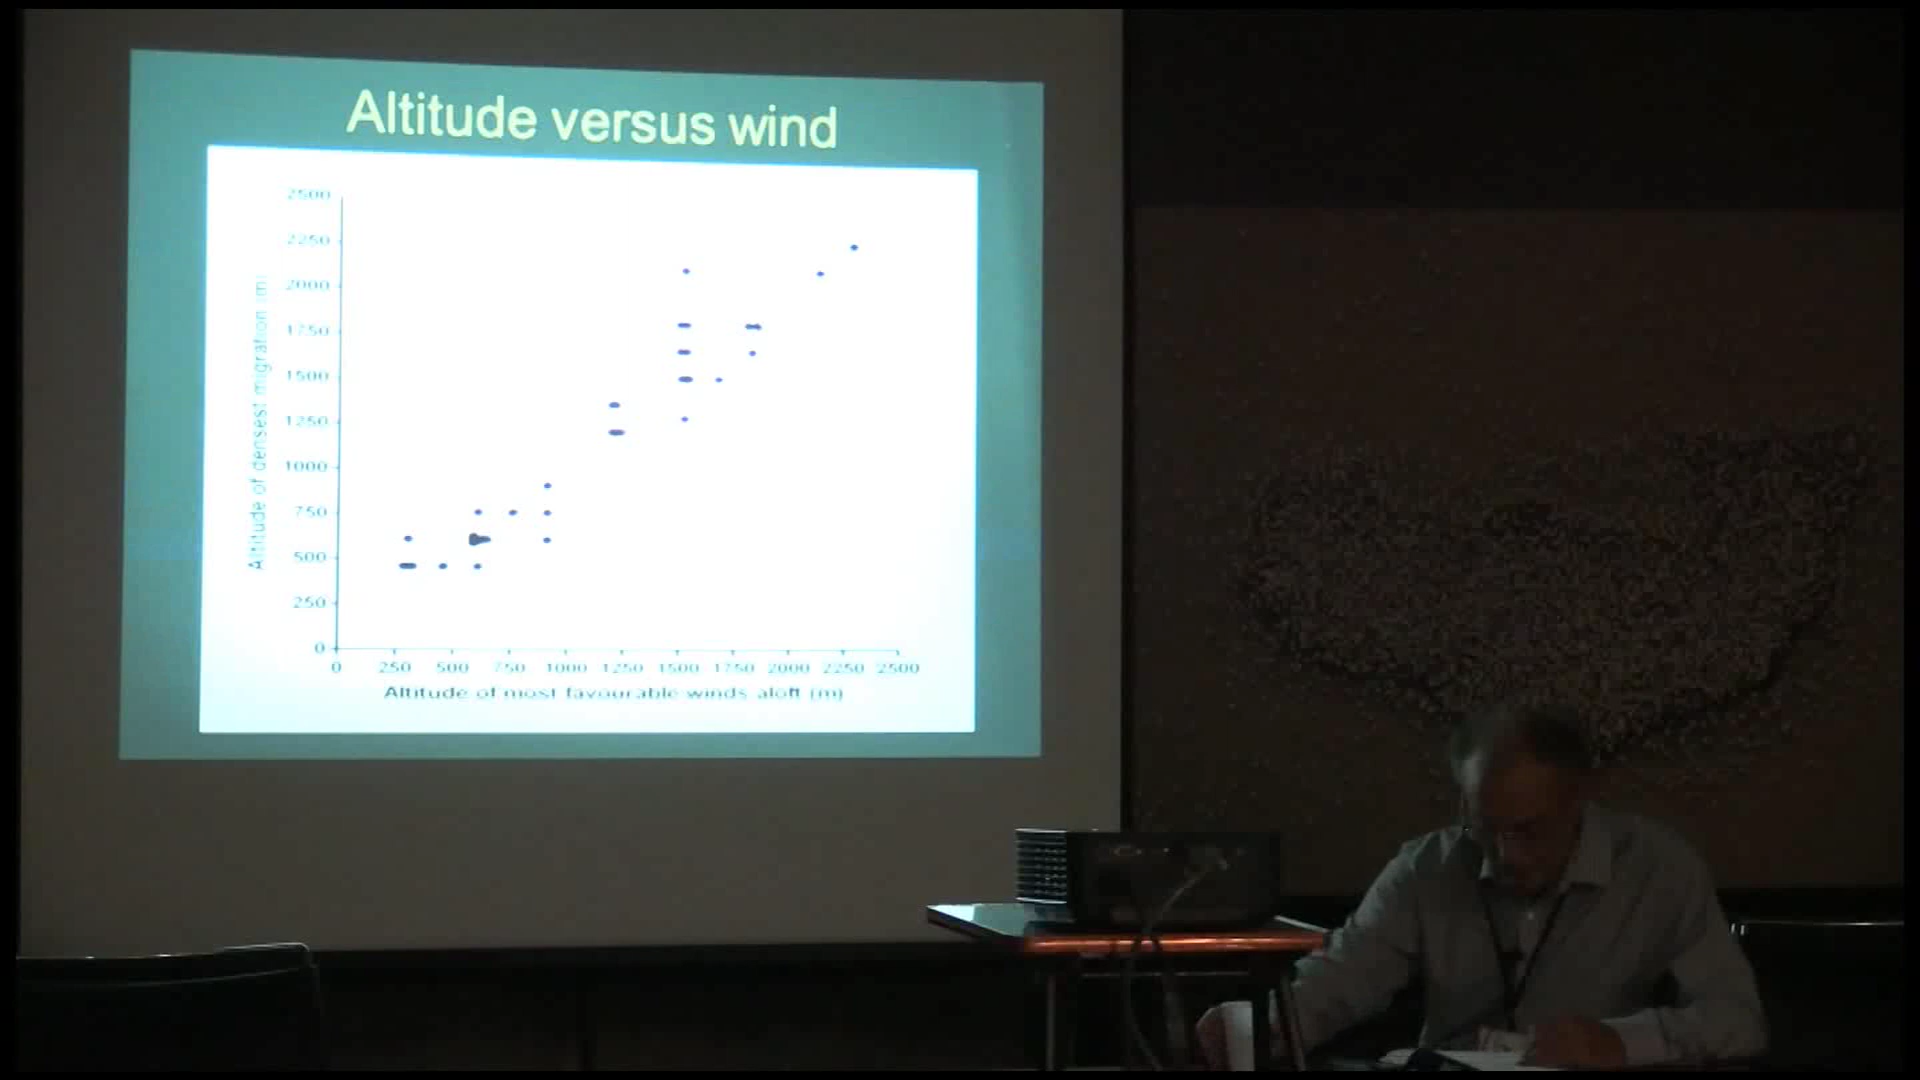 Altitude versus wind
2500
2250
2000
1750
1500
1250
1000
750
500
250
0
Altitude of densest migration (m)
0 250 500 750 1000 1250 1500 1750 2000 2250 2500
Altitude of most favourable winds aloft (m)